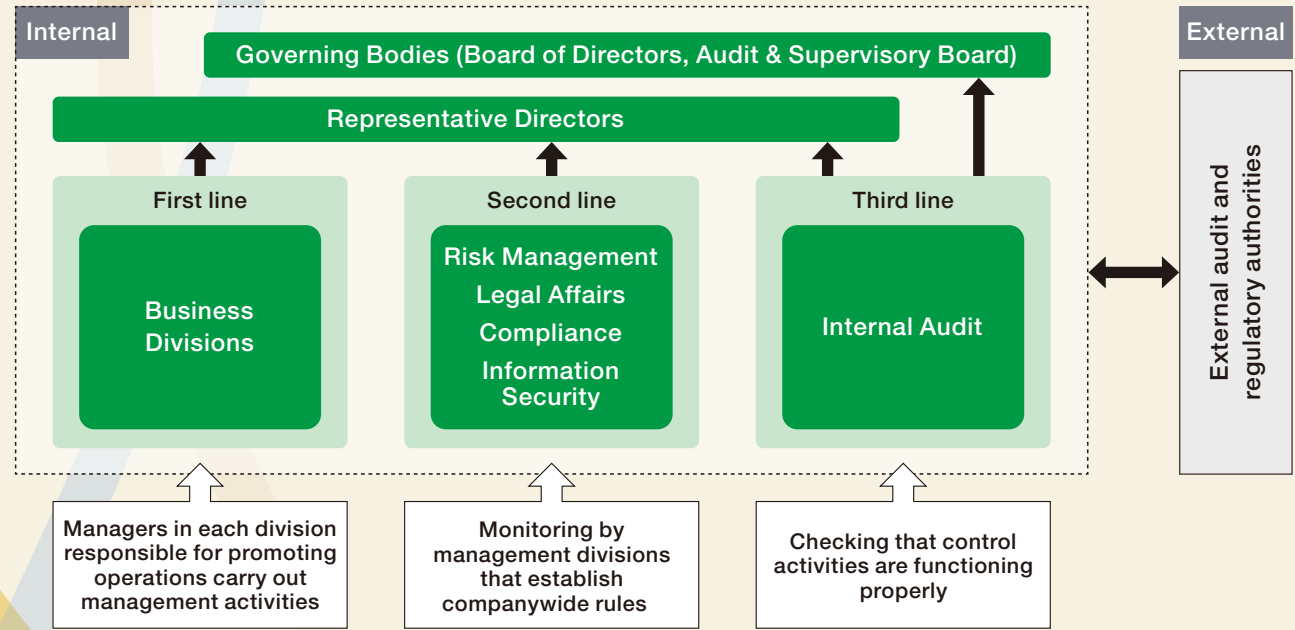 Internal
External
Governing Bodies (Board of Directors, Audit & Supervisory Board)
Representative Directors
First line
Business
Divisions
Second line
Risk Management
Legal Affairs
Compliance
Information
Security
Third line
Internal Audit
External audit and
regulatory authorities
Managers in each division
responsible for promoting
operations carry out
management activities
Monitoring by
management divisions
that establish
companywide rules
Checking that control
activities are functioning
properly